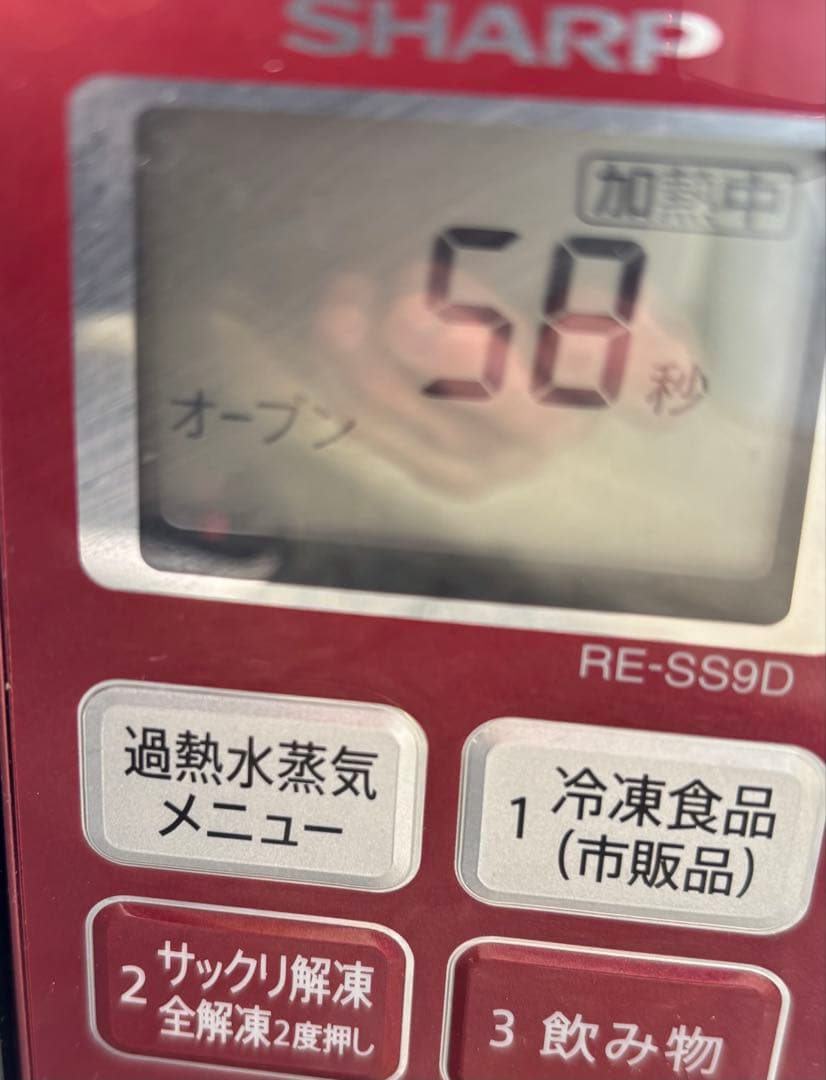 SHARP
加熱中
58秒
オーブン
RE-SS9D
過熱水蒸気
メニュー
1 冷凍食品
(市販品)
2 サックリ解凍
全解凍2度押し
3 飲み物